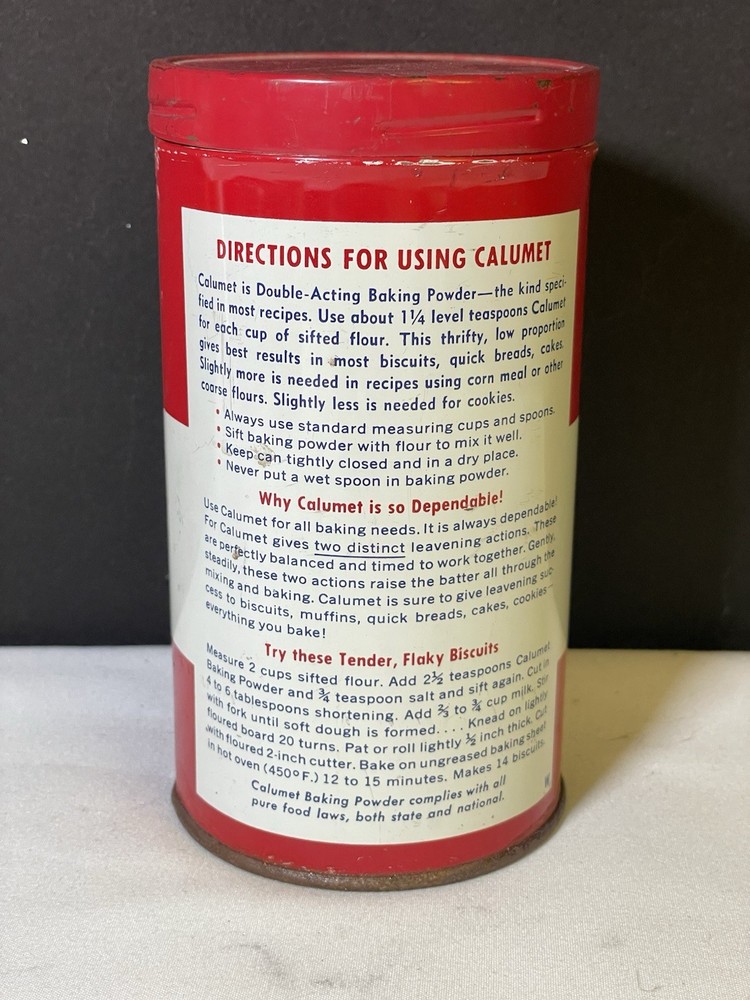 DIRECTIONS FOR USING CALUMET
Calumet is Double-Acting Baking Powder—the kind speci-
fied in most recipes. Use about 1¼ level teaspoons Calumet
for each cup of sifted flour. This thrifty, low proportion
gives best results in most biscuits, quick breads, cakes.
Slightly more is needed in recipes using corn meal or other
coarse flours. Slightly less is needed for cookies.
• Always use standard measuring cups and spoons.
• Sift baking powder with flour to mix it well.
• Keep can tightly closed and in a dry place.
• Never put a wet spoon in baking powder.
Why Calumet is so Dependable!
Use Calumet for all baking needs. It is always dependable!
For Calumet gives two distinct leavening actions. These
are perfectly balanced and timed to work together. Gently,
steadily, these two actions raise the batter all through the
mixing and baking. Calumet is sure to give leavening suc-
cess to biscuits, muffins, quick breads, cakes, cookies—
everything you bake!
Try these Tender, Flaky Biscuits
Measure 2 cups sifted flour. Add 2½ teaspoons Calumet
Baking Powder and ¾ teaspoon salt and sift again. Cut in
4 to 6 tablespoons shortening. Add ⅔ to ¾ cup milk. Stir
with fork until soft dough is formed.... Knead on lightly
floured board 20 turns. Pat or roll lightly ½ inch thick. Cut
with floured 2-inch cutter. Bake on ungreased baking sheet
in hot oven (450°F.) 12 to 15 minutes. Makes 14 biscuits.
Calumet Baking Powder complies with all
pure food laws, both state and national.